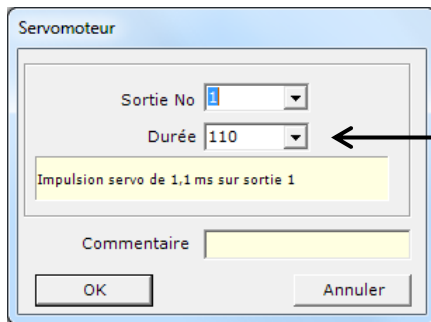 Servomoteur
Sortie No 1
Durée 110
Impulsion servo de 1,1 ms sur sortie 1
Commentaire
OK Annuler